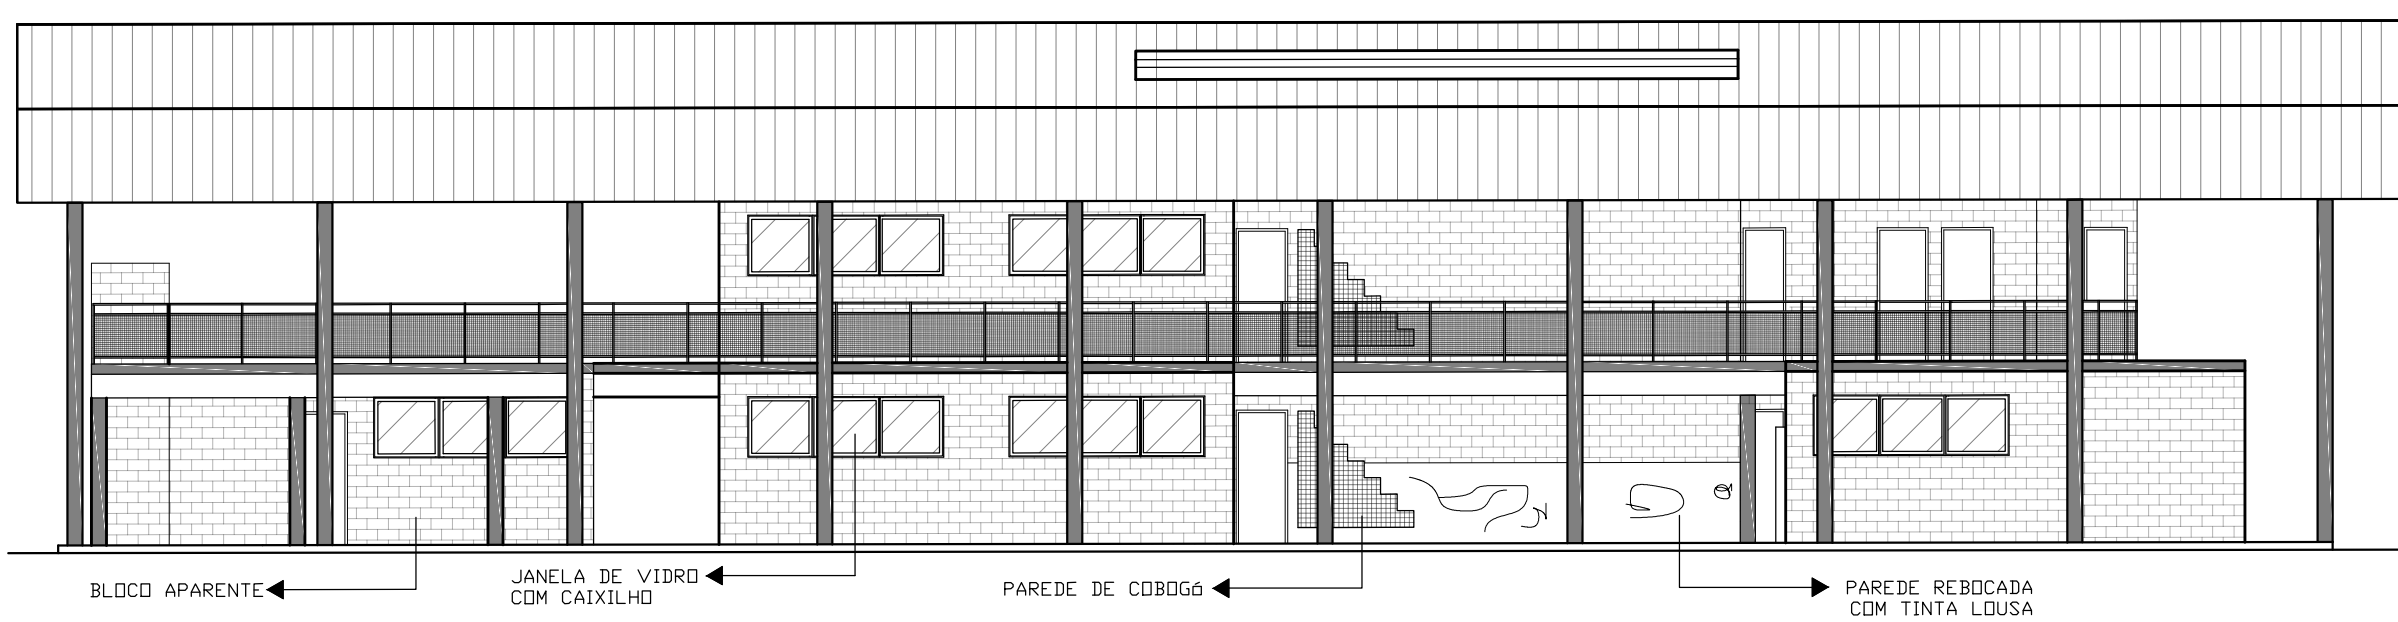 BLOCO APARENTE
JANELA DE VIDRO
COM CAIXILHO
PAREDE DE COBOGó
PAREDE REBOCADA
COM TINTA LOUSA